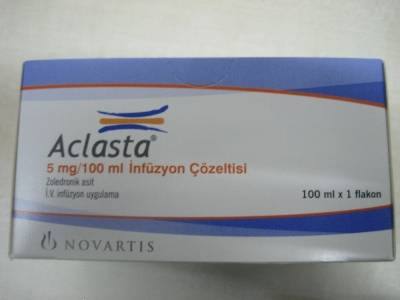 Aclasta®
5 mg/100 ml İnfüzyon Çözeltisi
Zoledronik asit
İ.V. infüzyon uygulama
100 ml x 1 flakon
NOVARTIS